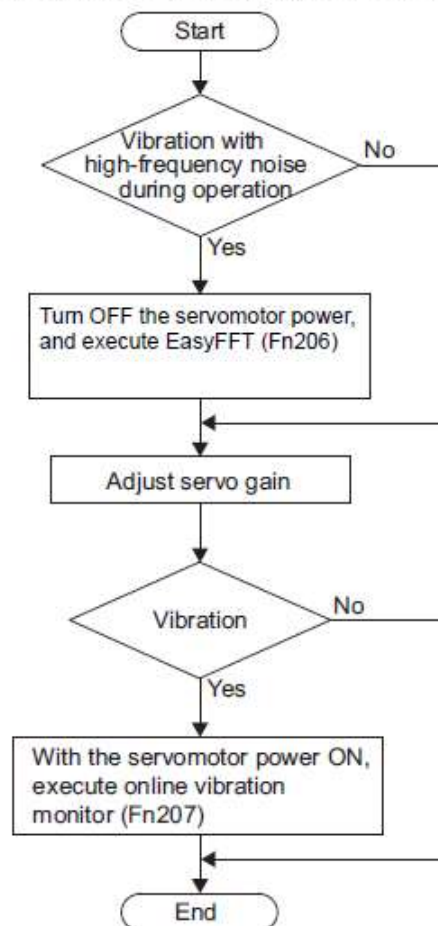 Start
Vibration with
high-frequency noise
during operation
No
Yes
Turn OFF the servomotor power,
and execute EasyFFT (Fn206)
Adjust servo gain
Vibration
No
Yes
With the servomotor power ON,
execute online vibration
monitor (Fn207)
End